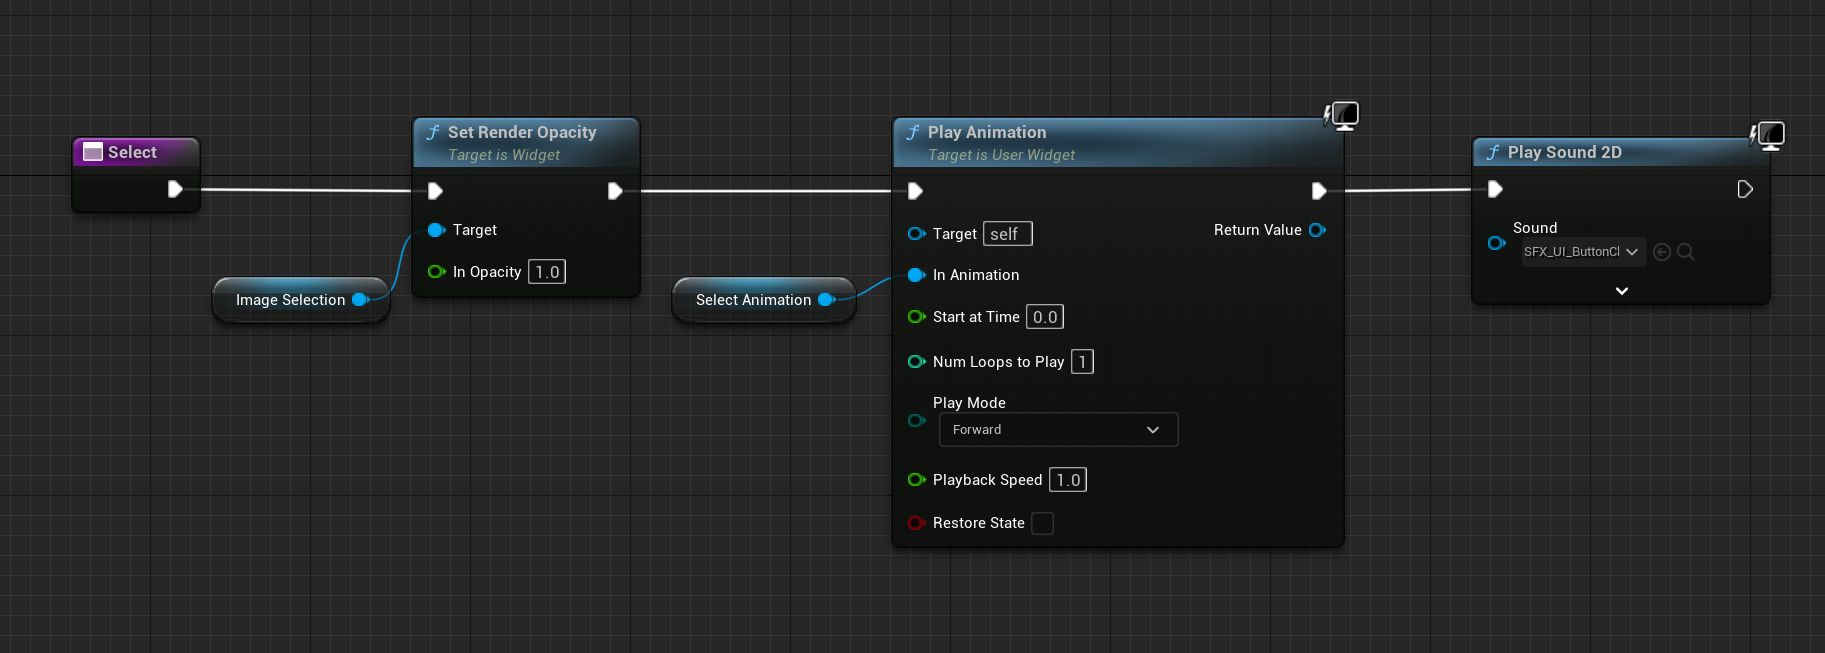 Select
Set Render Opacity
Target is Widget
Target
In Opacity 1.0
Image Selection
Select Animation
Play Animation
Target is User Widget
Target self
Return Value
In Animation
Start at Time 0.0
Num Loops to Play 1
Play Mode
Forward
Playback Speed 1.0
Restore State
Play Sound 2D
Sound
SFX_UI_ButtonCl